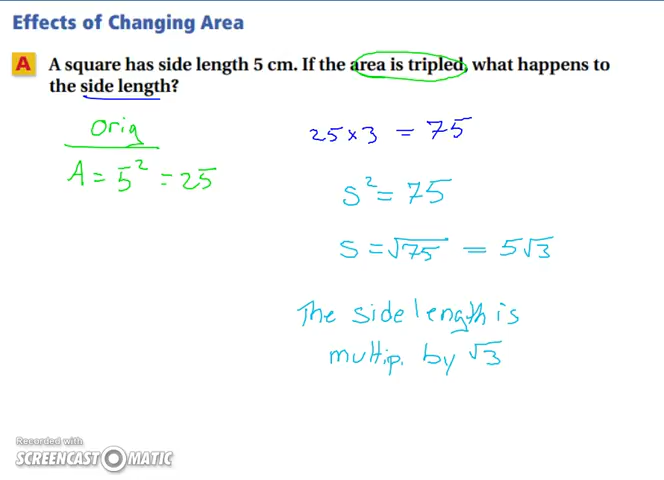 Effects of Changing Area
A A square has side length 5 cm. If the area is tripled, what happens to
the side length?
Orig
A = 5² = 25
25 × 3 = 75
s² = 75
s = √75 = 5√3
The side length is
multip. by √3
Recorded with
SCREENCAST O MATIC